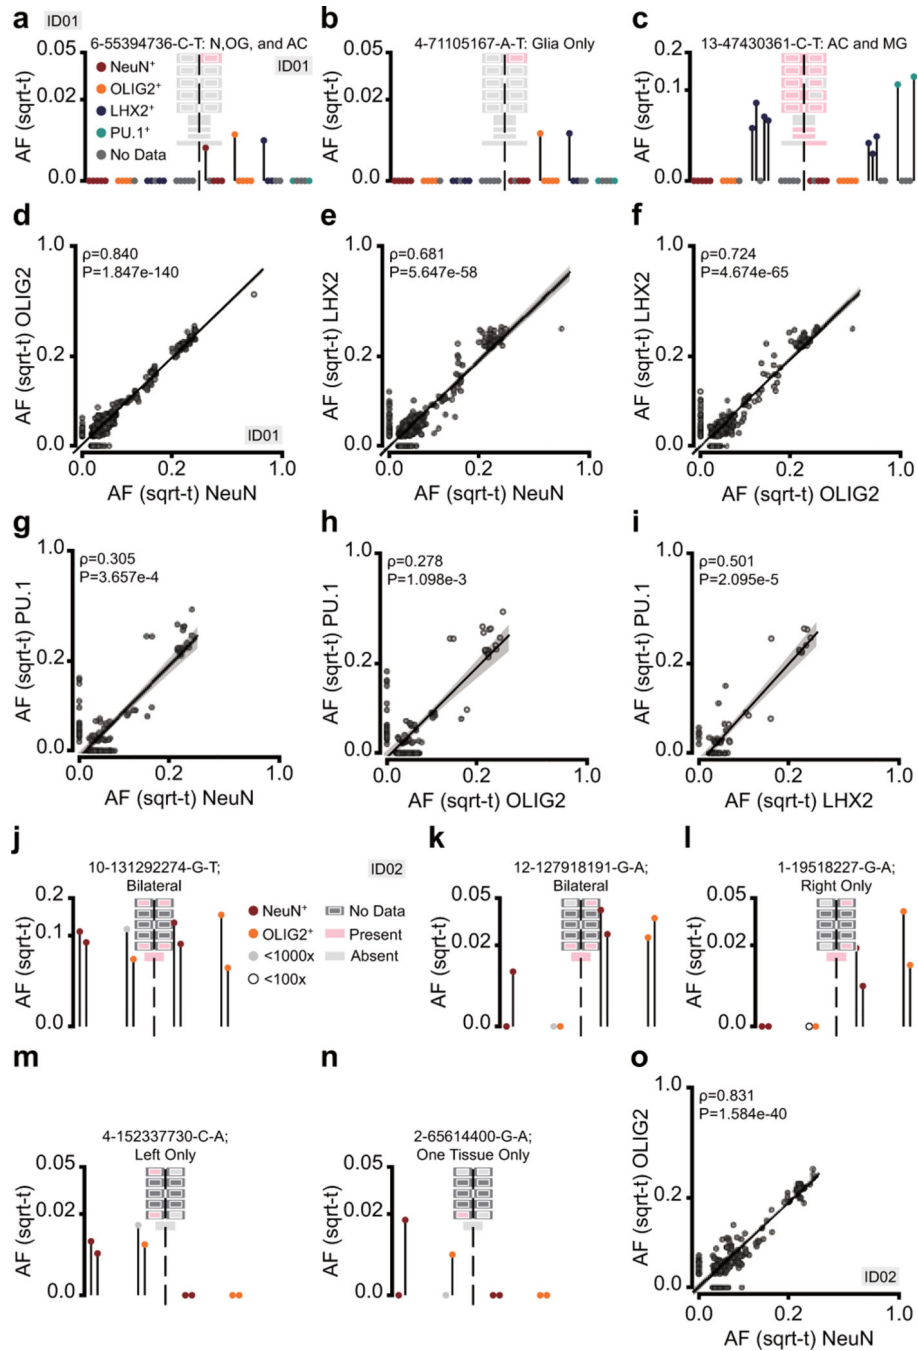 a
ID01
6-55394736-C-T: N,OG, and AC
AF (sqrt-t)
0.05
0.02
0.0
NeuN⁺
OLIG2⁺
LHX2⁺
PU.1⁺
No Data
ID01
b
4-71105167-A-T: Glia Only
AF (sqrt-t)
0.05
0.02
0.0
c
13-47430361-C-T: AC and MG
AF (sqrt-t)
0.2
0.1
0.0
d
AF (sqrt-t) OLIG2
1.0
0.2
0.0
ρ=0.840
P=1.847e-140
ID01
0.0
0.2
1.0
AF (sqrt-t) NeuN
e
AF (sqrt-t) LHX2
1.0
0.2
0.0
ρ=0.681
P=5.647e-58
0.0
0.2
1.0
AF (sqrt-t) NeuN
f
AF (sqrt-t) LHX2
1.0
0.2
0.0
ρ=0.724
P=4.674e-65
0.0
0.2
1.0
AF (sqrt-t) OLIG2
g
AF (sqrt-t) PU.1
1.0
0.2
0.0
ρ=0.305
P=3.657e-4
0.0
0.2
1.0
AF (sqrt-t) NeuN
h
AF (sqrt-t) PU.1
1.0
0.2
0.0
ρ=0.278
P=1.098e-3
0.0
0.2
1.0
AF (sqrt-t) OLIG2
i
AF (sqrt-t) PU.1
1.0
0.2
0.0
ρ=0.501
P=2.095e-5
0.0
0.2
1.0
AF (sqrt-t) LHX2
j
10-131292274-G-T;
Bilateral
AF (sqrt-t)
0.2
0.1
0.0
ID02
NeuN⁺
OLIG2⁺
<1000x
<100x
No Data
Present
Absent
k
12-127918191-G-A;
Bilateral
AF (sqrt-t)
0.05
0.02
0.0
l
1-19518227-G-A;
Right Only
AF (sqrt-t)
0.05
0.02
0.0
m
4-152337730-C-A;
Left Only
AF (sqrt-t)
0.05
0.02
0.0
n
2-65614400-G-A;
One Tissue Only
AF (sqrt-t)
0.05
0.02
0.0
o
AF (sqrt-t) OLIG2
1.0
0.2
0.0
ρ=0.831
P=1.584e-40
ID02
0.0
0.2
1.0
AF (sqrt-t) NeuN